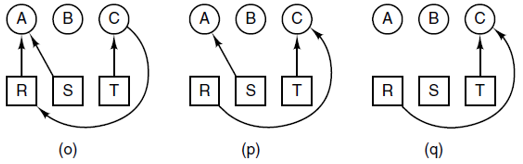 A B C A B C A B C
R S T R S T R S T
(o) (p) (q)